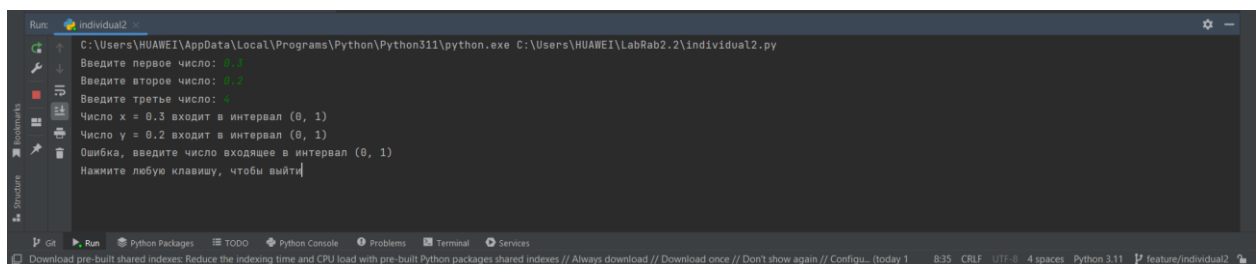 Run: individual2 ×
C:\Users\HUAWEI\AppData\Local\Programs\Python\Python311\python.exe C:\Users\HUAWEI\LabRab2.2\individual2.py
Введите первое число: 0.3
Введите второе число: 0.2
Введите третье число: 4
Число x = 0.3 входит в интервал (0, 1)
Число y = 0.2 входит в интервал (0, 1)
Ошибка, введите число входящее в интервал (0, 1)
Нажмите любую клавишу, чтобы выйти
Bookmarks
Structure
Git Run Python Packages TODO Python Console Problems Terminal Services
Download pre-built shared indexes: Reduce the indexing time and CPU load with pre-built Python packages shared indexes // Always download // Download once // Don't show again // Configu... (today 1 8:35 CRLF UTF-8 4 spaces Python 3.11 feature/individual2